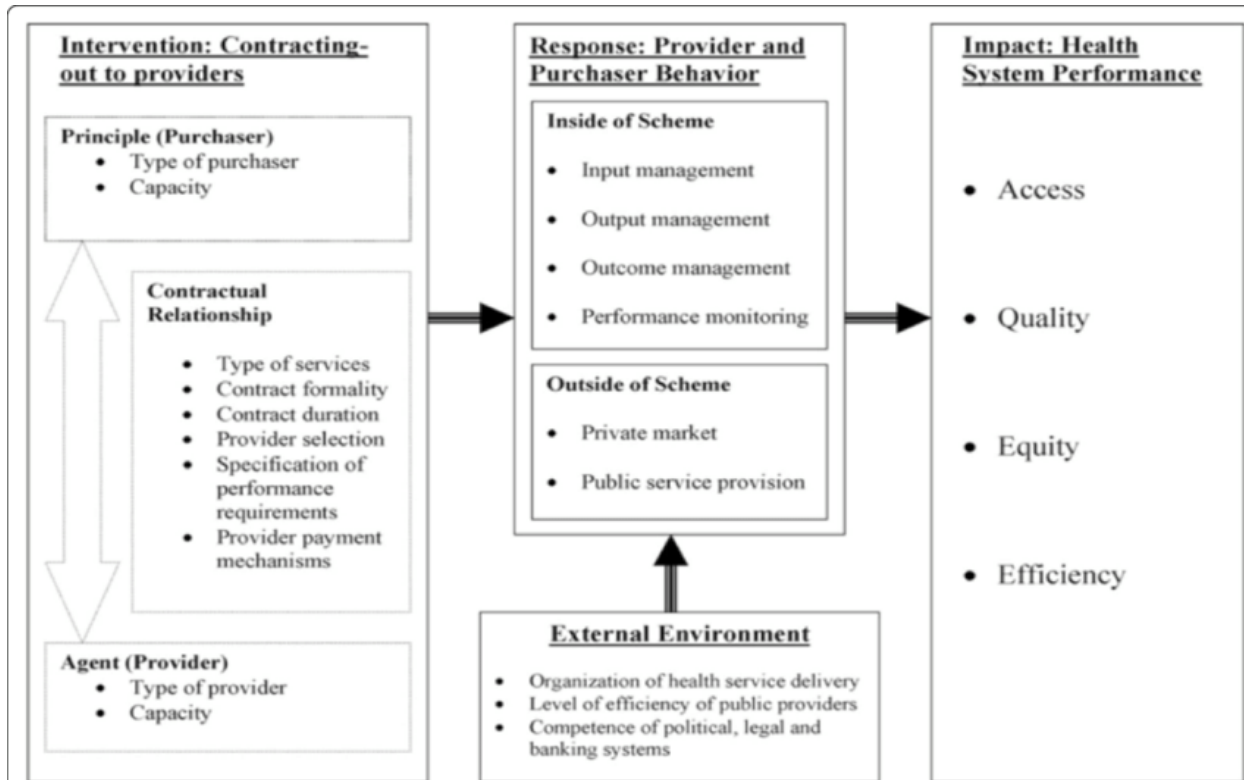 Intervention: Contracting-
out to providers
Principle (Purchaser)
• Type of purchaser
• Capacity
Contractual
Relationship
• Type of services
• Contract formality
• Contract duration
• Provider selection
• Specification of
performance
requirements
• Provider payment
mechanisms
Agent (Provider)
• Type of provider
• Capacity
Response: Provider and
Purchaser Behavior
Inside of Scheme
• Input management
• Output management
• Outcome management
• Performance monitoring
Outside of Scheme
• Private market
• Public service provision
External Environment
• Organization of health service delivery
• Level of efficiency of public providers
• Competence of political, legal and
banking systems
Impact: Health
System Performance
• Access
• Quality
• Equity
• Efficiency